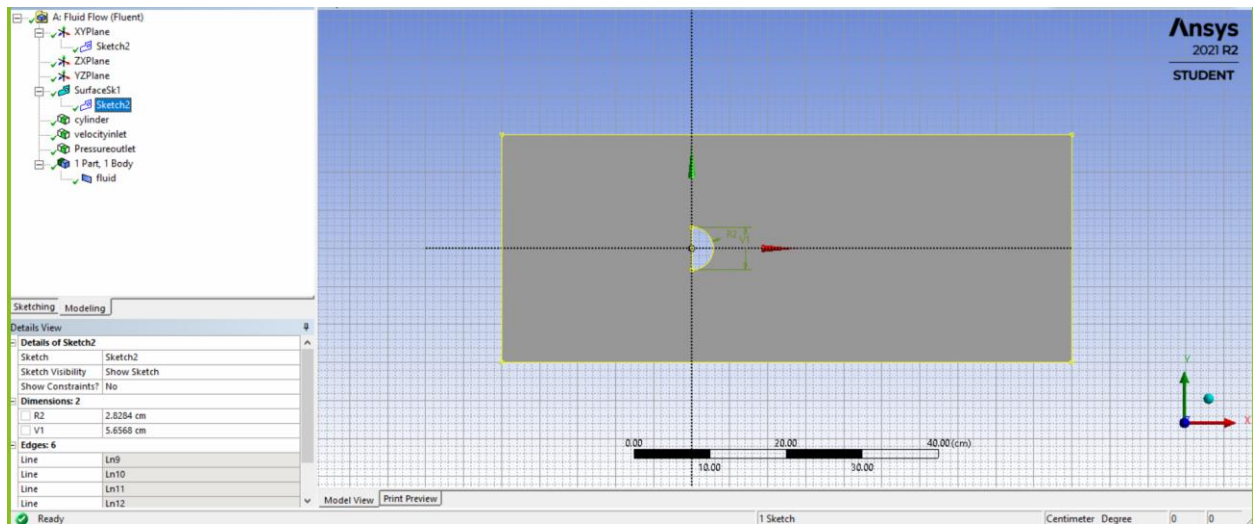 A: Fluid Flow (Fluent)
XYPlane
Sketch2
ZXPlane
YZPlane
SurfaceSk1
Sketch2
cylinder
velocityinlet
Pressureoutlet
1 Part, 1 Body
fluid
Sketching Modeling
Details View
Details of Sketch2
Sketch Sketch2
Sketch Visibility Show Sketch
Show Constraints? No
Dimensions: 2
R2 2.8284 cm
V1 5.6568 cm
Edges: 6
Line Ln9
Line Ln10
Line Ln11
Line Ln12
Ansys
2021 R2
STUDENT
R2
V1
Y
X
0.00 20.00 40.00 (cm)
10.00 30.00
Model View Print Preview
Ready 1 Sketch Centimeter Degree 0 0